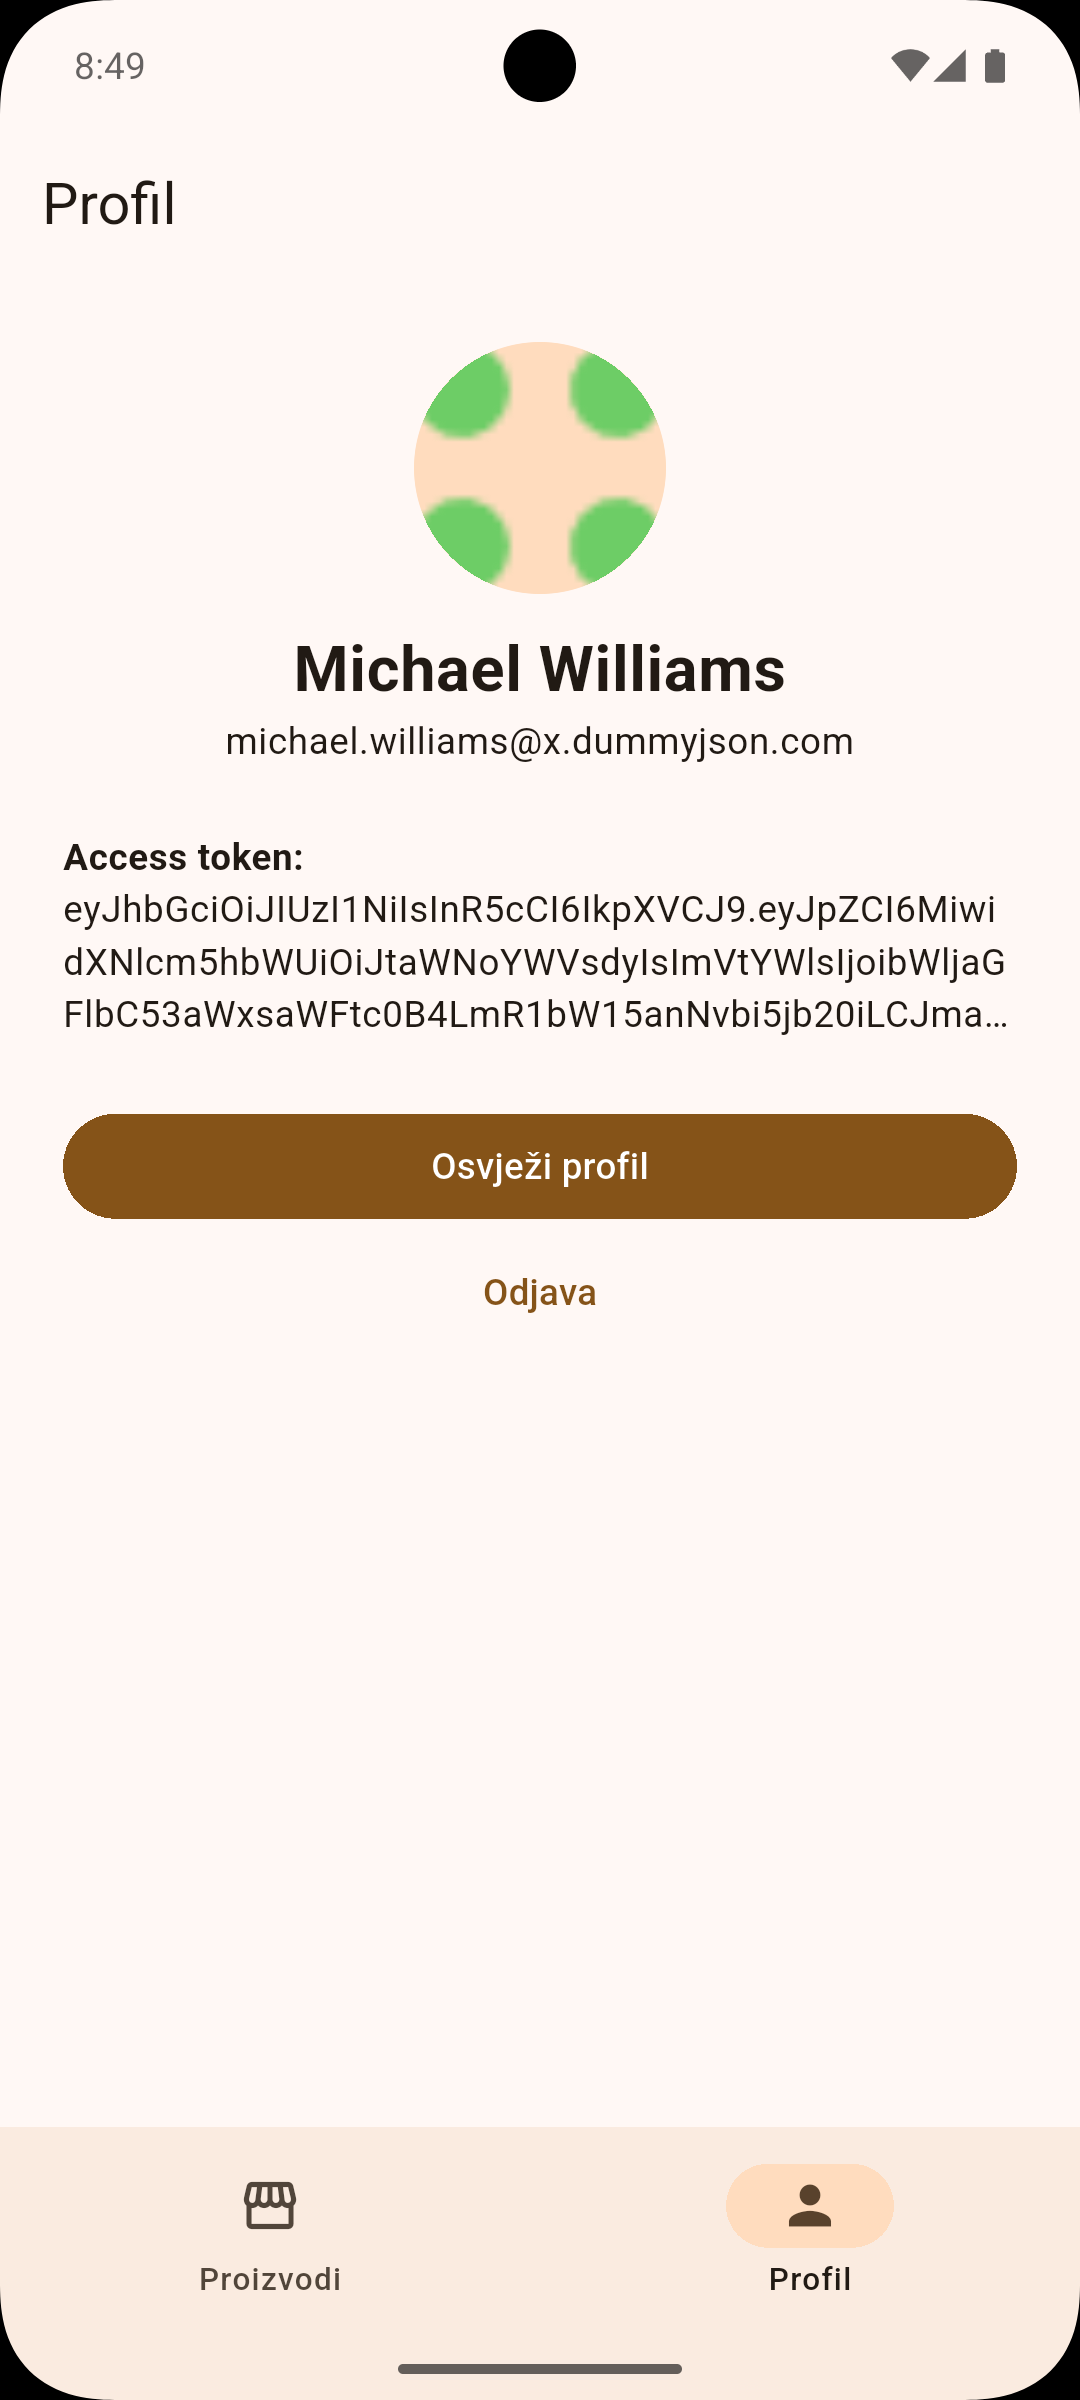 8:49
Profil
Michael Williams
michael.williams@x.dummyjson.com
Access token:
eyJhbGciOiJIUzI1NiIsInR5cCI6IkpXVCJ9.eyJpZCI6Miwi
dXNlcm5hbWUiOiJtaWNoYWVsdyIsImVtYWlsIjoibWljaG
FlbC53aWxsaWFtc0B4LmR1bW15anNvbi5jb20iLCJma...
Osvježi profil
Odjava
Proizvodi
Profil